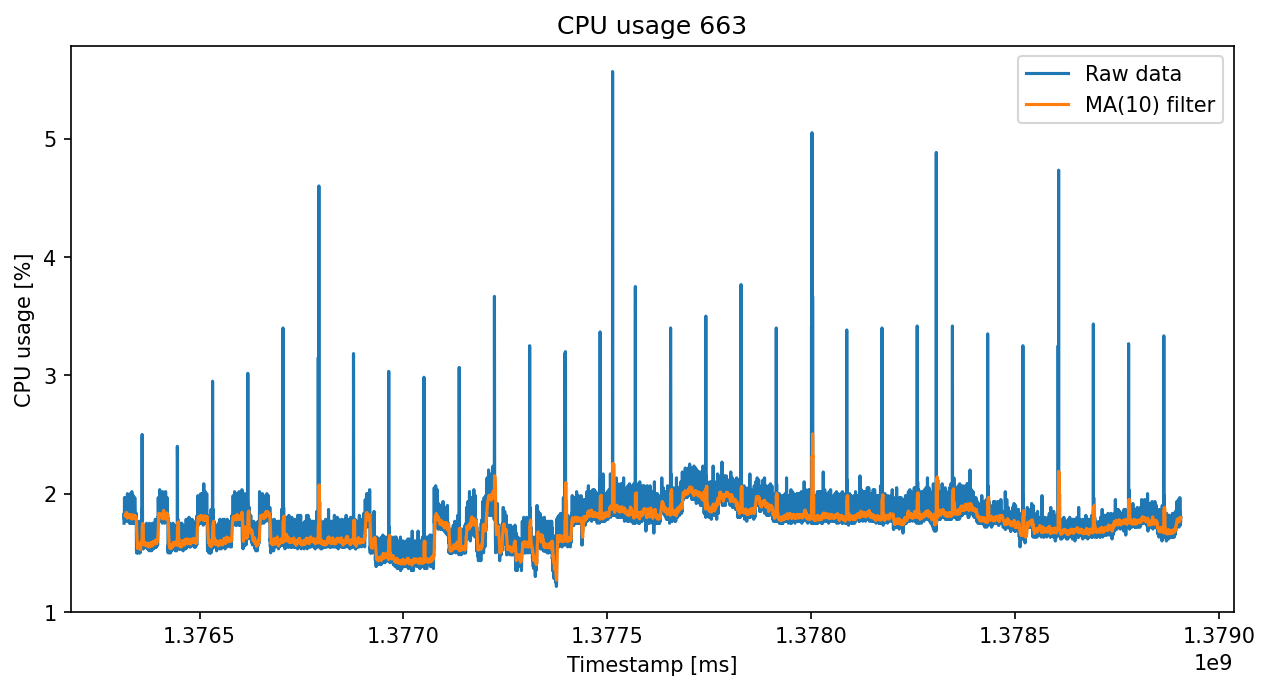 CPU usage 663
Raw data
MA(10) filter
CPU usage [%]
5
4
3
2
1
1.3765 1.3770 1.3775 1.3780 1.3785 1.3790
1e9
Timestamp [ms]